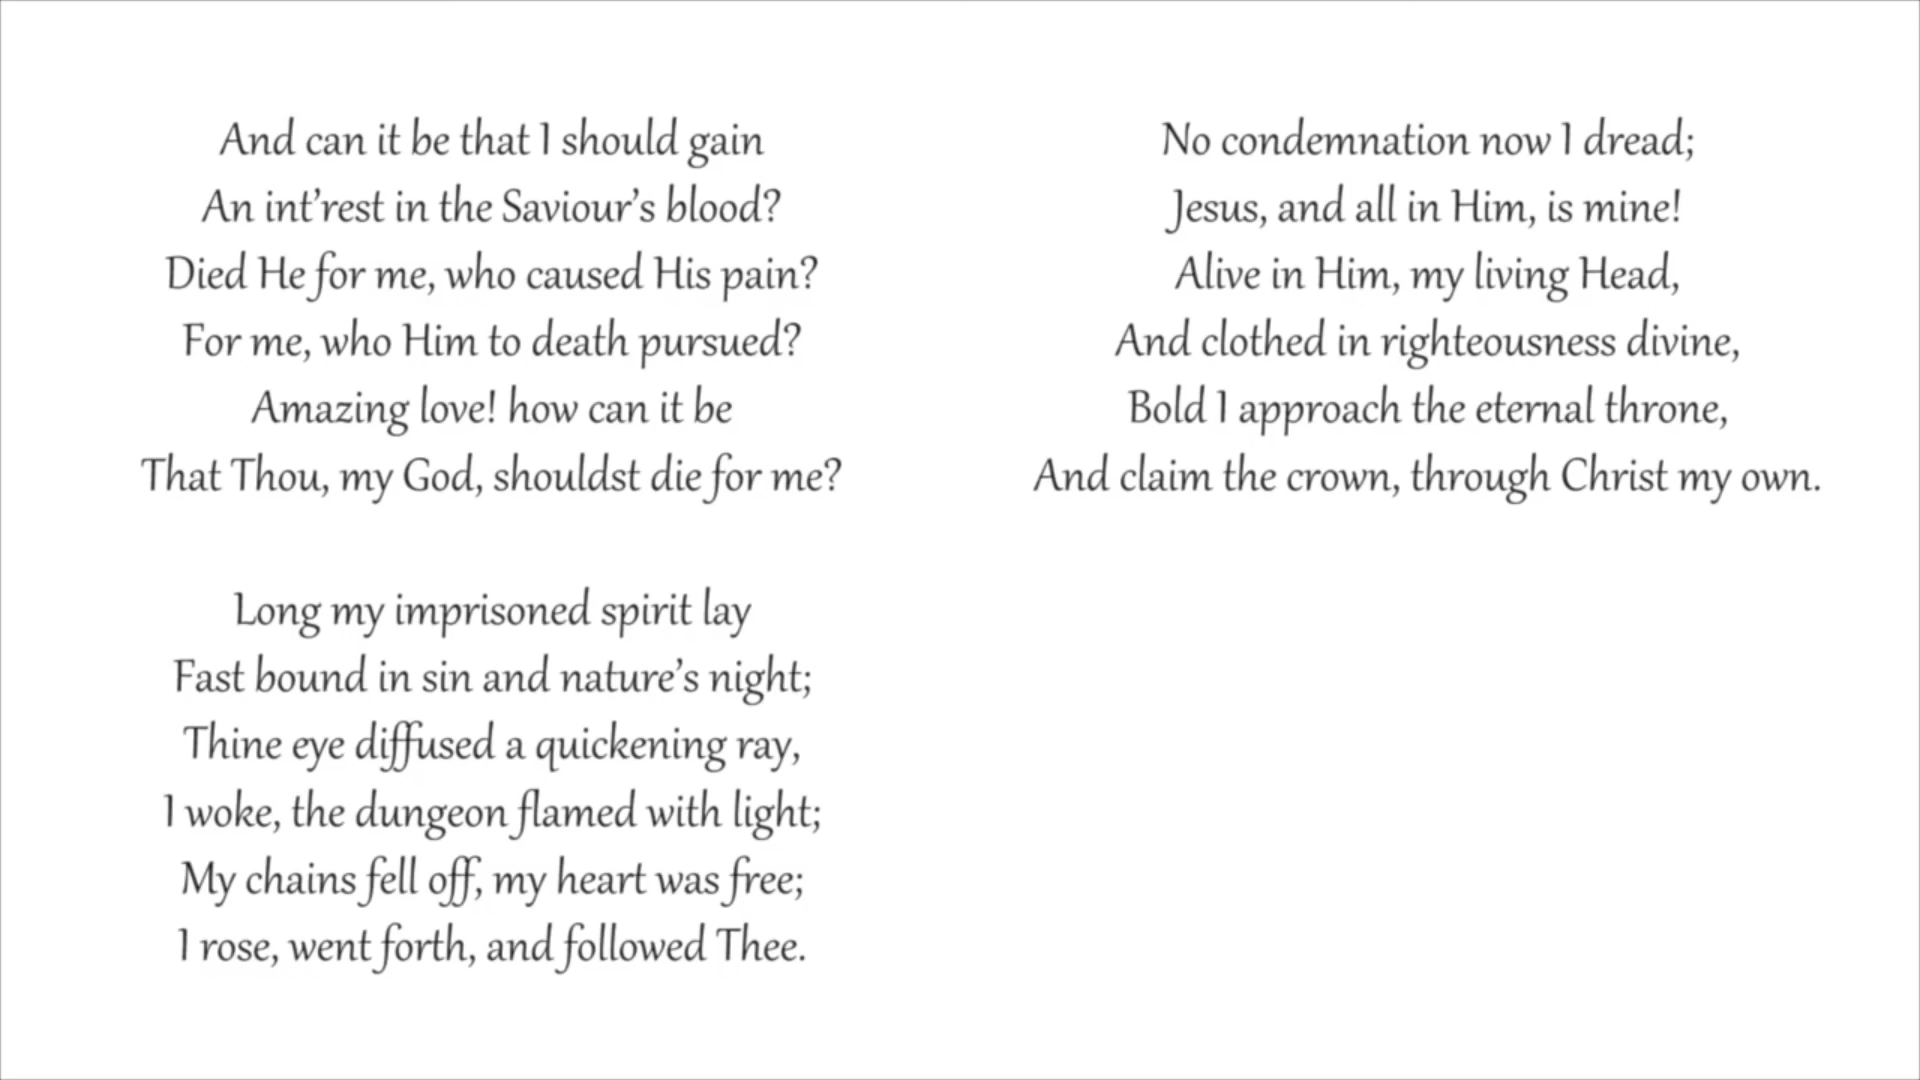 And can it be that I should gain
An int’rest in the Saviour’s blood?
Died He for me, who caused His pain?
For me, who Him to death pursued?
Amazing love! how can it be
That Thou, my God, shouldst die for me?
Long my imprisoned spirit lay
Fast bound in sin and nature’s night;
Thine eye diffused a quickening ray,
I woke, the dungeon flamed with light;
My chains fell off, my heart was free;
I rose, went forth, and followed Thee.
No condemnation now I dread;
Jesus, and all in Him, is mine!
Alive in Him, my living Head,
And clothed in righteousness divine,
Bold I approach the eternal throne,
And claim the crown, through Christ my own.